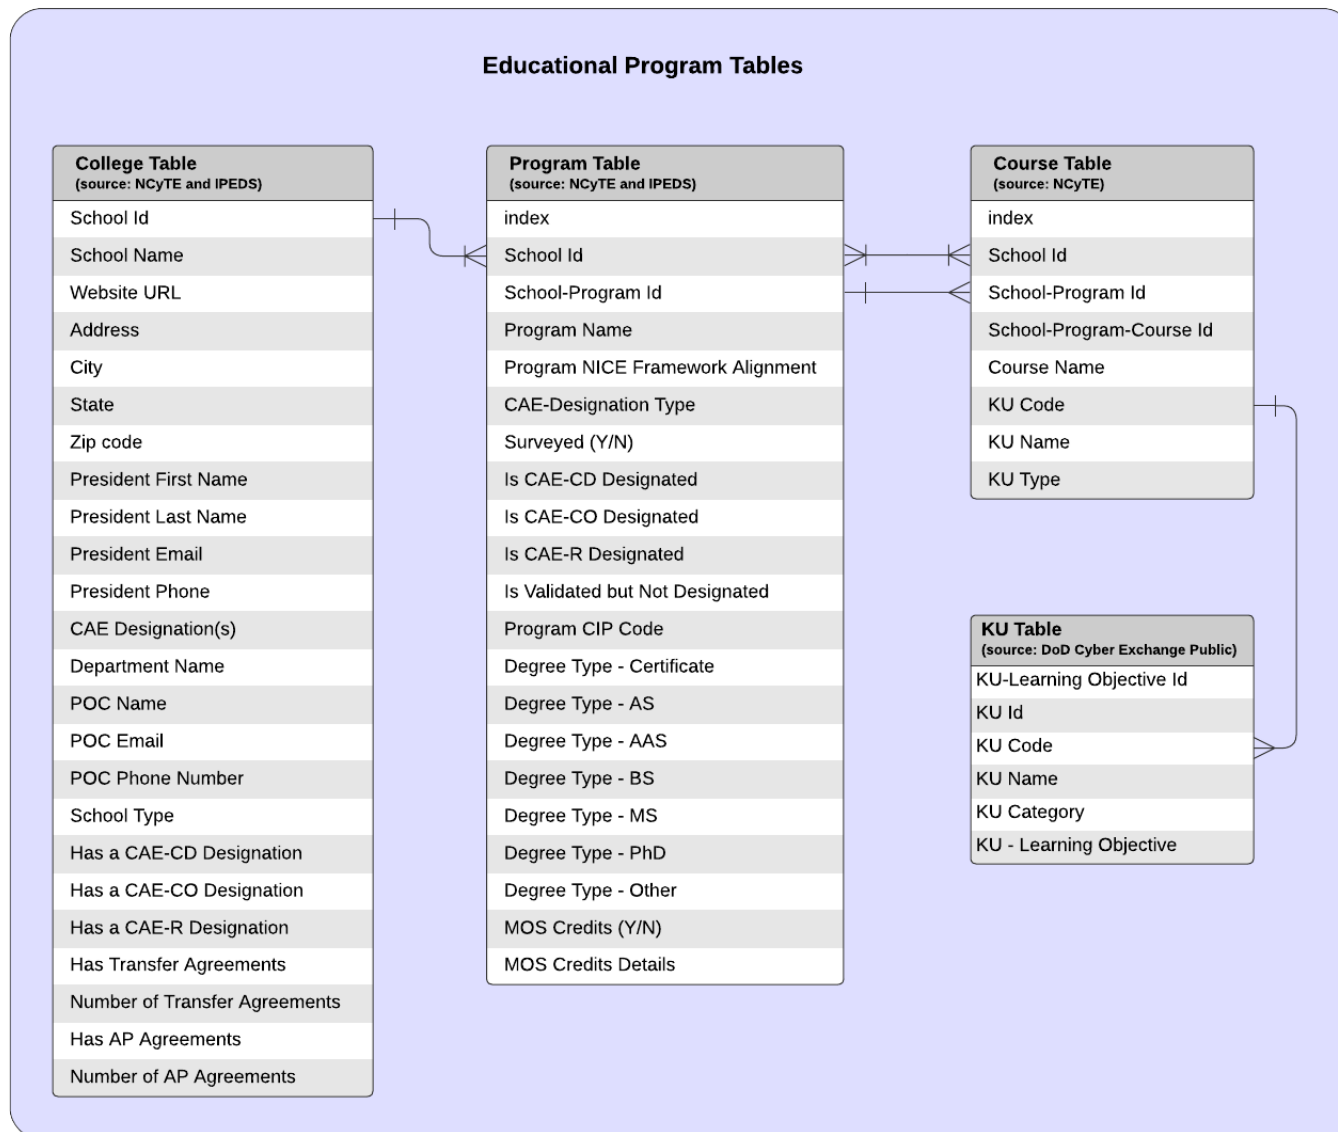 Educational Program Tables
College Table
(source: NCyTE and IPEDS)
School Id
School Name
Website URL
Address
City
State
Zip code
President First Name
President Last Name
President Email
President Phone
CAE Designation(s)
Department Name
POC Name
POC Email
POC Phone Number
School Type
Has a CAE-CD Designation
Has a CAE-CO Designation
Has a CAE-R Designation
Has Transfer Agreements
Number of Transfer Agreements
Has AP Agreements
Number of AP Agreements
Program Table
(source: NCyTE and IPEDS)
index
School Id
School-Program Id
Program Name
Program NICE Framework Alignment
CAE-Designation Type
Surveyed (Y/N)
Is CAE-CD Designated
Is CAE-CO Designated
Is CAE-R Designated
Is Validated but Not Designated
Program CIP Code
Degree Type - Certificate
Degree Type - AS
Degree Type - AAS
Degree Type - BS
Degree Type - MS
Degree Type - PhD
Degree Type - Other
MOS Credits (Y/N)
MOS Credits Details
Course Table
(source: NCyTE)
index
School Id
School-Program Id
School-Program-Course Id
Course Name
KU Code
KU Name
KU Type
KU Table
(source: DoD Cyber Exchange Public)
KU-Learning Objective Id
KU Id
KU Code
KU Name
KU Category
KU - Learning Objective